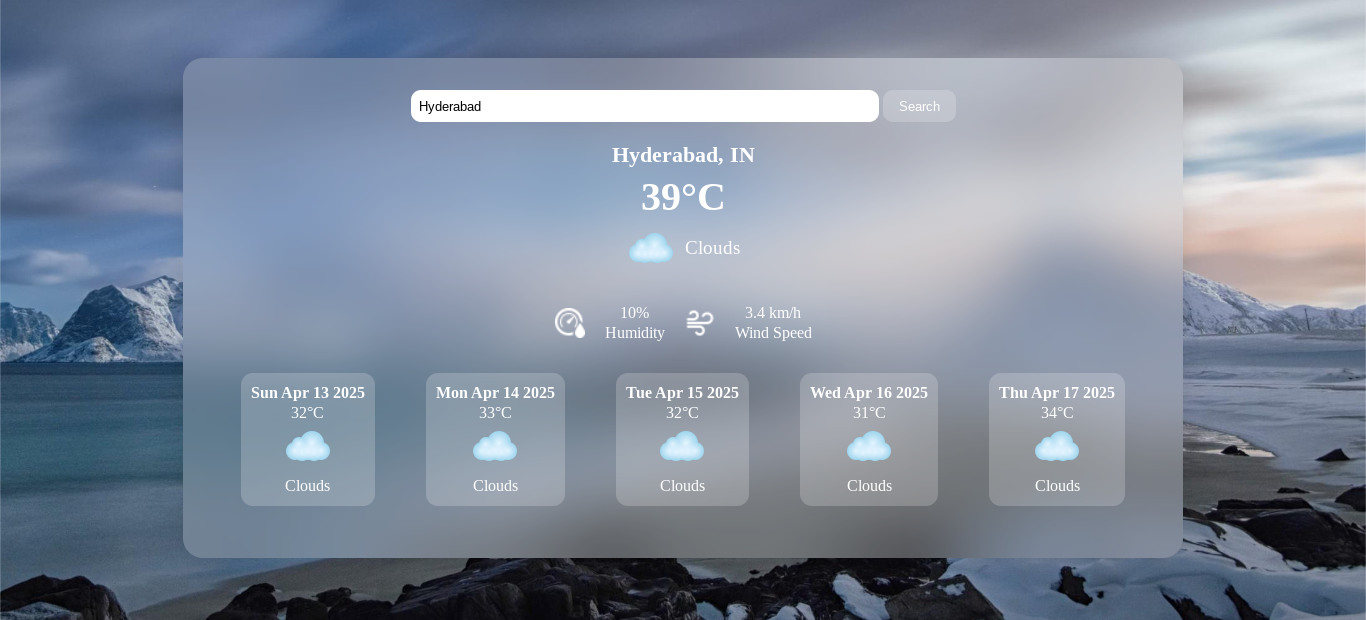 Hyderabad
Search
Hyderabad, IN
39°C
Clouds
10%
Humidity
3.4 km/h
Wind Speed
Sun Apr 13 2025
32°C
Clouds
Mon Apr 14 2025
33°C
Clouds
Tue Apr 15 2025
32°C
Clouds
Wed Apr 16 2025
31°C
Clouds
Thu Apr 17 2025
34°C
Clouds